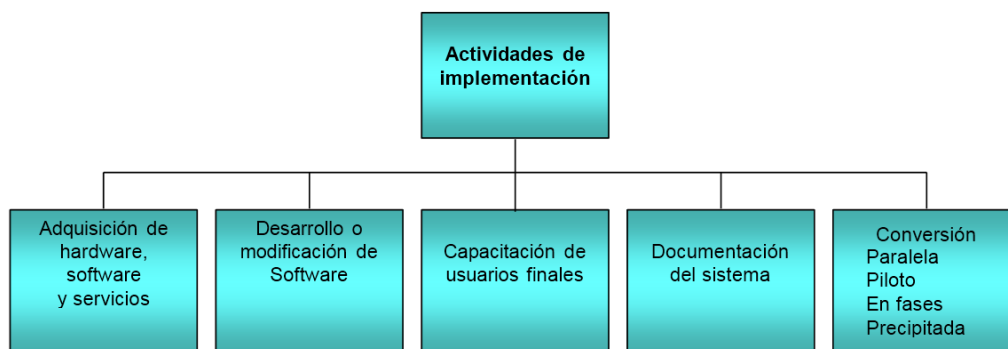 Actividades de
implementación
Adquisición de
hardware,
software
y servicios
Desarrollo o
modificación de
Software
Capacitación de
usuarios finales
Documentación
del sistema
Conversión
Paralela
Piloto
En fases
Precipitada